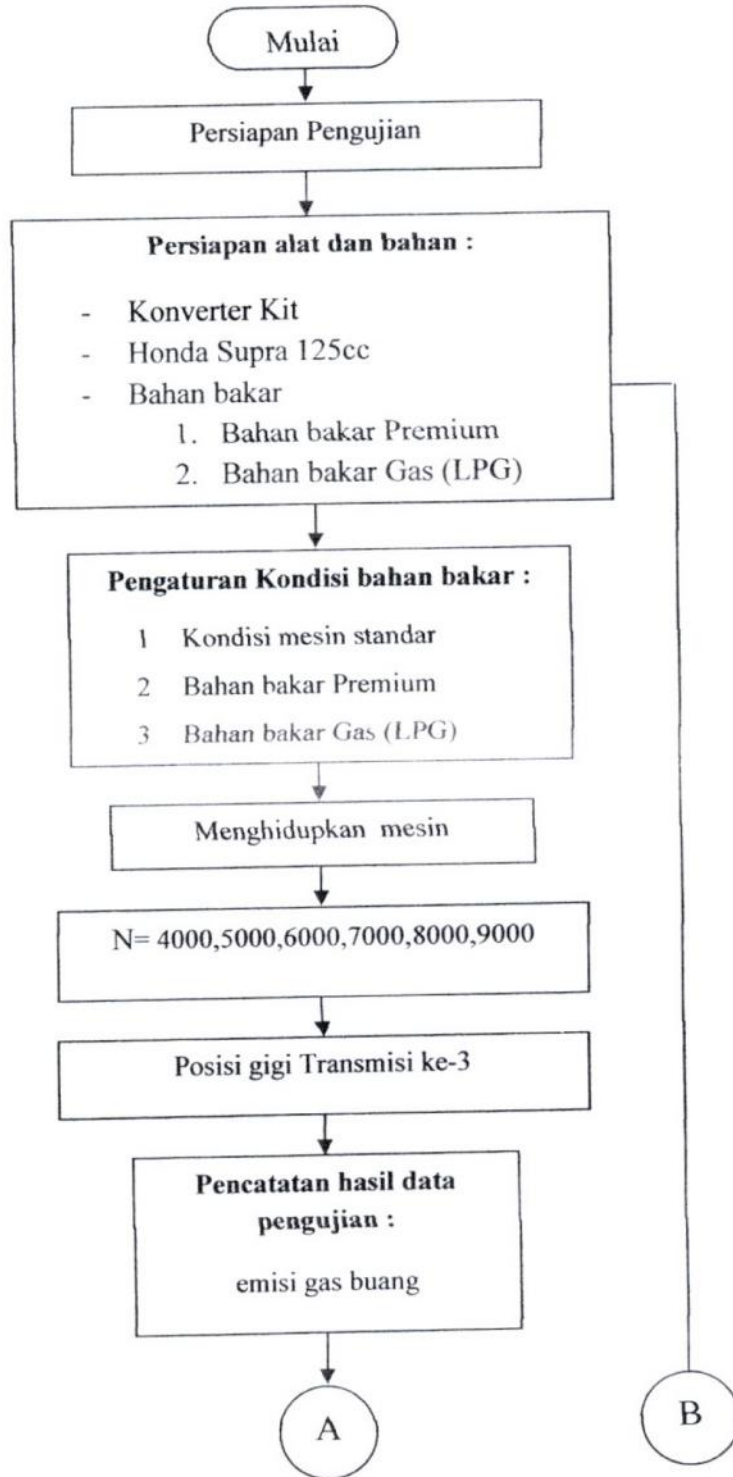 Mulai
Persiapan Pengujian
Persiapan alat dan bahan :
- Konverter Kit
- Honda Supra 125cc
- Bahan bakar
1. Bahan bakar Premium
2. Bahan bakar Gas (LPG)
Pengaturan Kondisi bahan bakar :
1 Kondisi mesin standar
2 Bahan bakar Premium
3 Bahan bakar Gas (LPG)
Menghidupkan mesin
N= 4000,5000,6000,7000,8000,9000
Posisi gigi Transmisi ke-3
Pencatatan hasil data
pengujian :
emisi gas buang
A
B